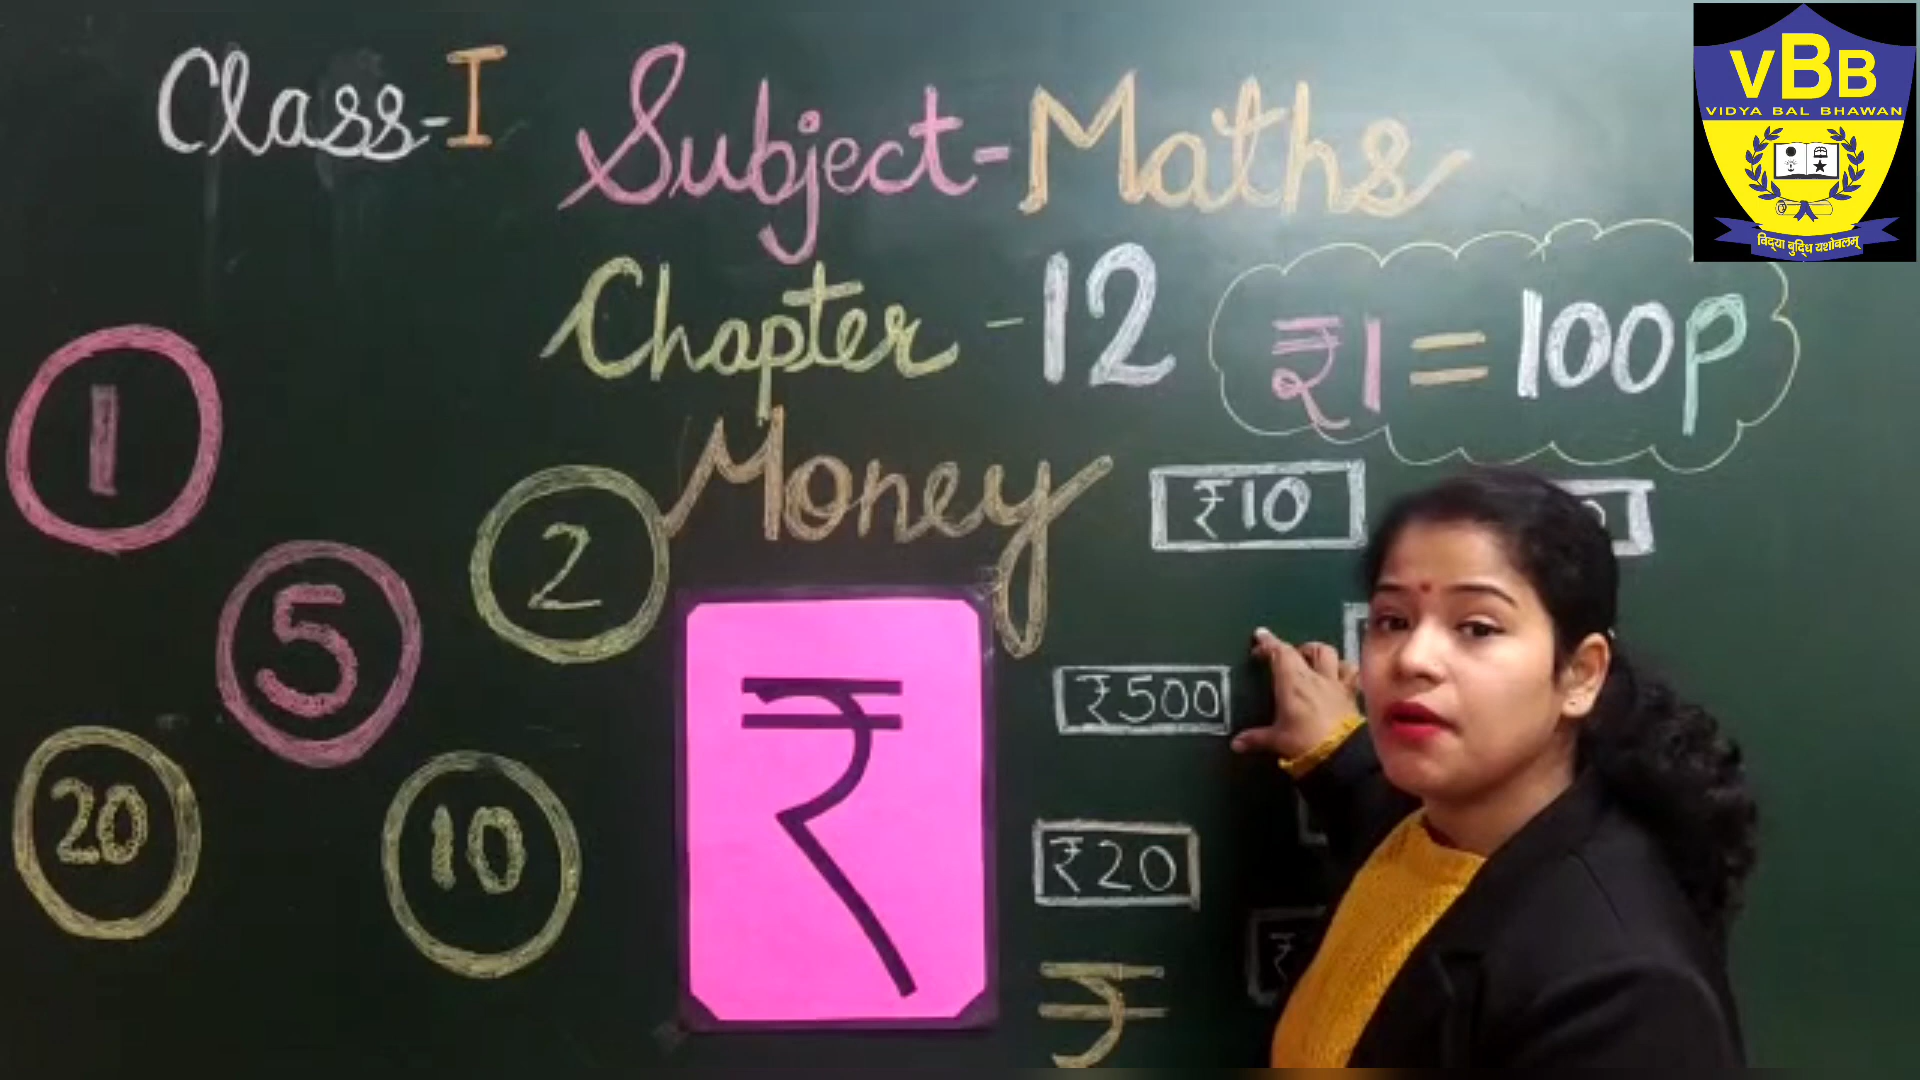 Class-I
Subject-Maths
Chapter-12
Money
₹1=100p
VBB
VIDYA BAL BHAWAN
विद्या बुद्धि यशोबलम्
1
2
5
20
10
₹
₹10
₹500
₹20
₹
₹